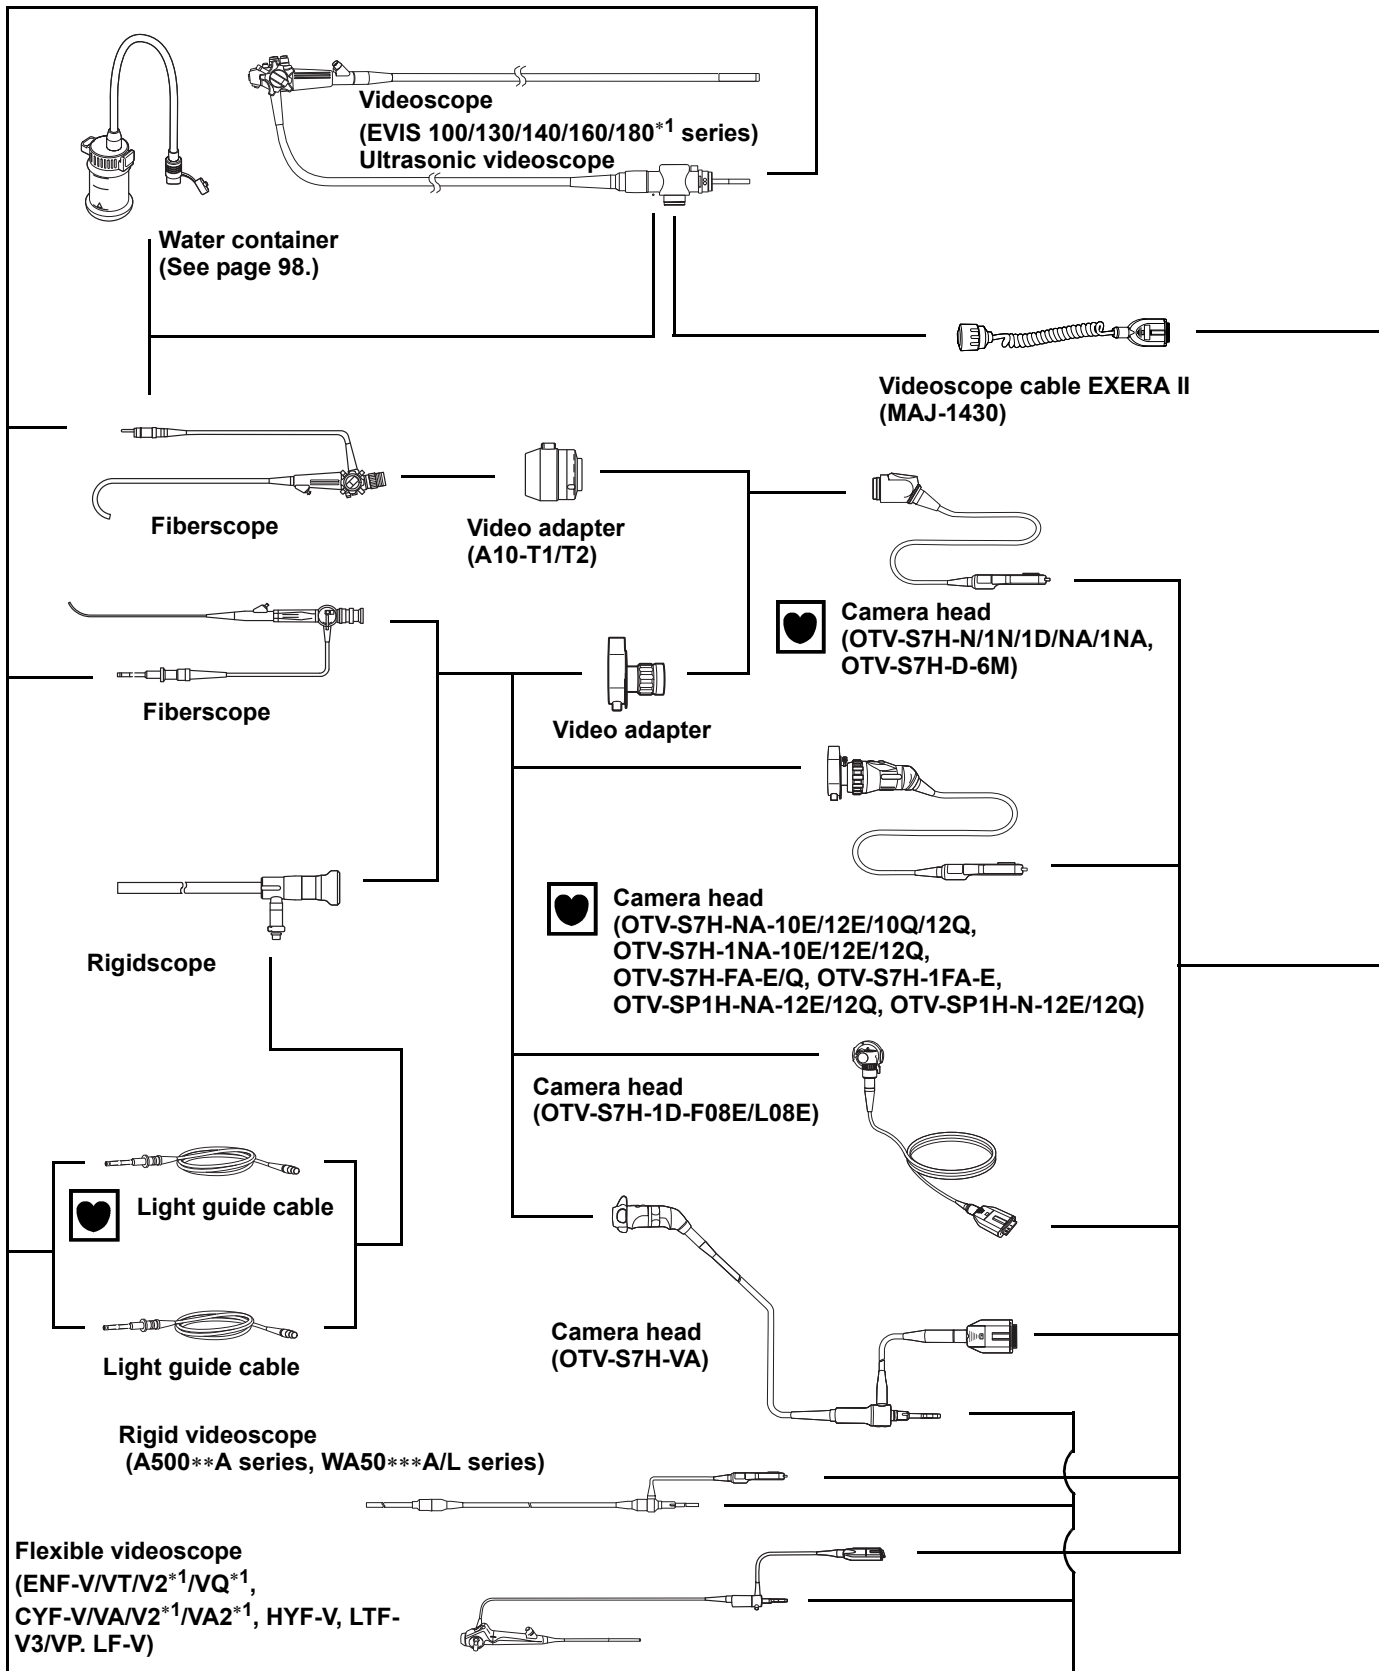 Videoscope
(EVIS 100/130/140/160/180*1 series)
Ultrasonic videoscope
Water container
(See page 98.)
Videoscope cable EXERA II
(MAJ-1430)
Fiberscope
Video adapter
(A10-T1/T2)
Camera head
(OTV-S7H-N/1N/1D/NA/1NA,
OTV-S7H-D-6M)
Fiberscope
Video adapter
Camera head
(OTV-S7H-NA-10E/12E/10Q/12Q,
OTV-S7H-1NA-10E/12E/12Q,
OTV-S7H-FA-E/Q, OTV-S7H-1FA-E,
OTV-SP1H-NA-12E/12Q, OTV-SP1H-N-12E/12Q)
Rigidscope
Camera head
(OTV-S7H-1D-F08E/L08E)
Light guide cable
Camera head
(OTV-S7H-VA)
Light guide cable
Rigid videoscope
(A500**A series, WA50***A/L series)
Flexible videoscope
(ENF-V/VT/V2*1/VQ*1,
CYF-V/VA/V2*1/VA2*1, HYF-V, LTF-
V3/VP. LF-V)